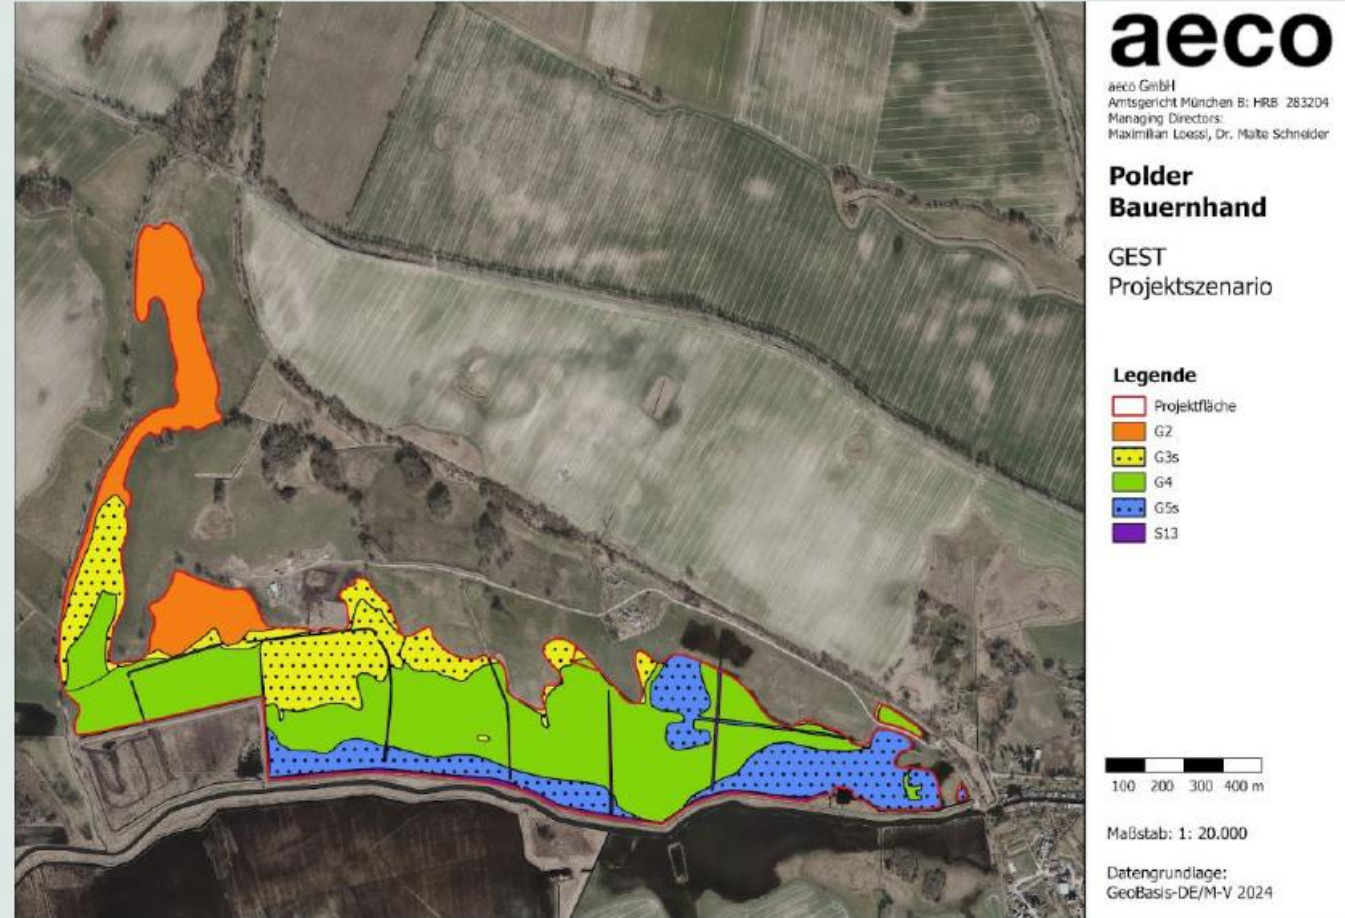 aeco
aeco GmbH
Amtsgericht München B: HRB 283204
Managing Directors:
Maximilian Loessl, Dr. Malte Schneider
Polder
Bauernhand
GEST
Projektszenario
Legende
Projektfläche
G2
G3s
G4
G5s
S13
100 200 300 400 m
Maßstab: 1: 20.000
Datengrundlage:
GeoBasis-DE/M-V 2024